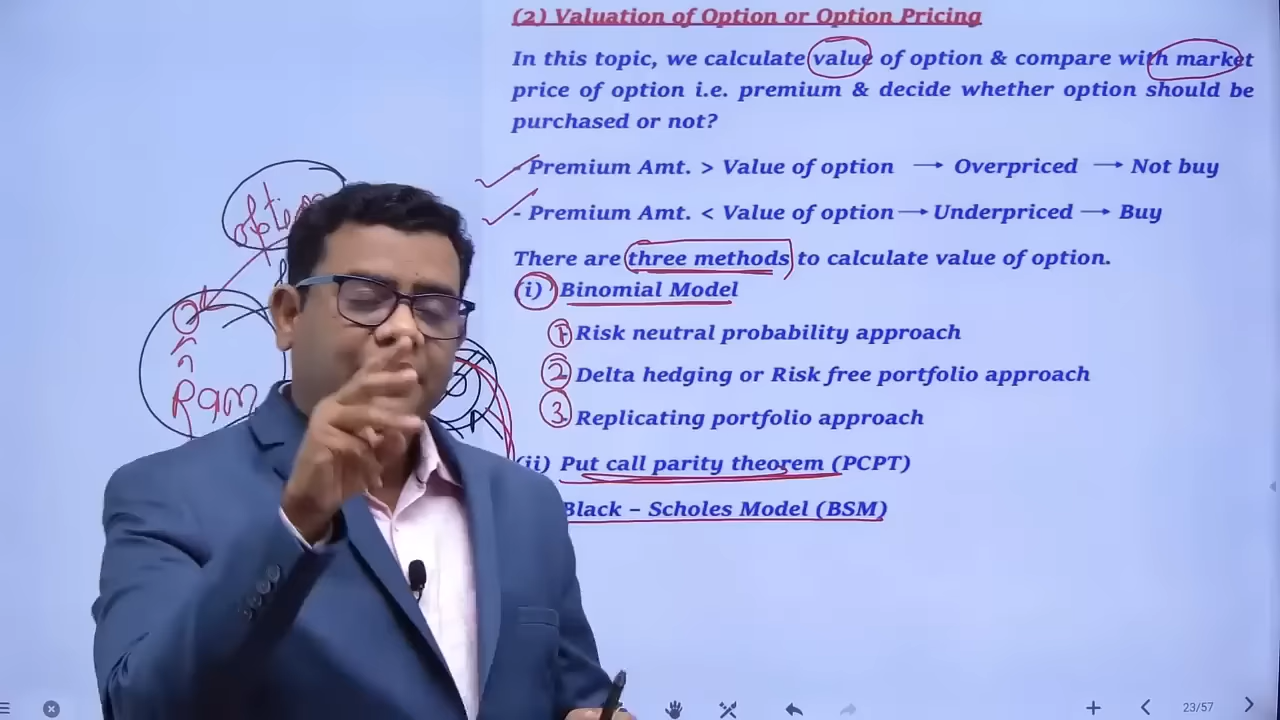 (2) Valuation of Option or Option Pricing
In this topic, we calculate value of option & compare with market
price of option i.e. premium & decide whether option should be
purchased or not?
- Premium Amt. > Value of option → Overpriced → Not buy
- Premium Amt. < Value of option → Underpriced → Buy
There are three methods to calculate value of option.
(i) Binomial Model
1 Risk neutral probability approach
2 Delta hedging or Risk free portfolio approach
3 Replicating portfolio approach
(ii) Put call parity theorem (PCPT)
Black – Scholes Model (BSM)
Ram
23/57